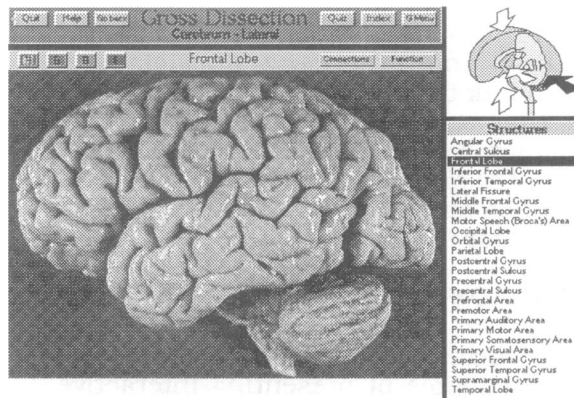 Quit Help Go back Gross Dissection Quiz Index G Menu
Cerebrum - Lateral
Frontal Lobe Connections Function
Structures
Angular Gyrus
Central Sulcus
Frontal Lobe
Inferior Frontal Gyrus
Inferior Temporal Gyrus
Lateral Fissure
Middle Frontal Gyrus
Middle Temporal Gyrus
Motor Speech (Broca's) Area
Occipital Lobe
Orbital Gyrus
Parietal Lobe
Postcentral Gyrus
Postcentral Sulcus
Precentral Gyrus
Precentral Sulcus
Prefrontal Area
Premotor Area
Primary Auditory Area
Primary Motor Area
Primary Somatosensory Area
Primary Visual Area
Superior Frontal Gyrus
Superior Temporal Gyrus
Supramarginal Gyrus
Temporal Lobe